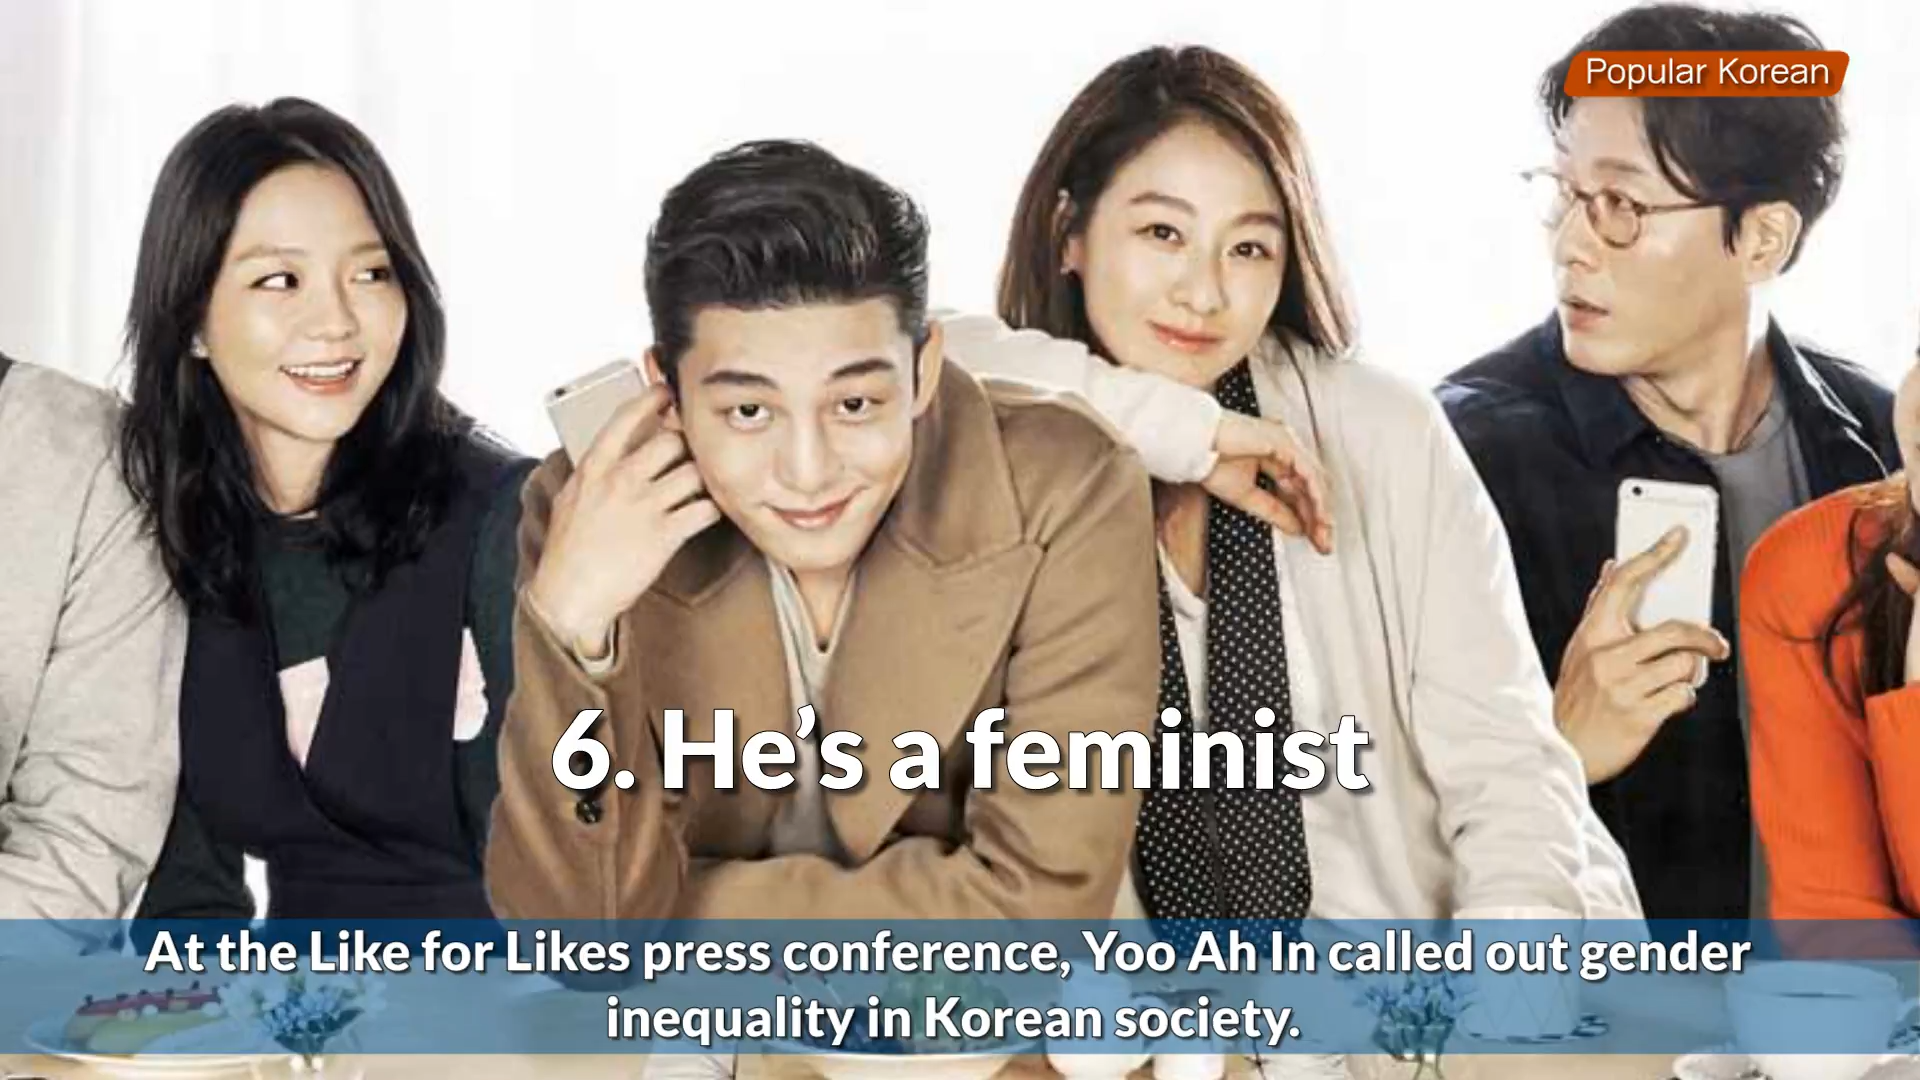 Popular Korean
6. He’s a feminist
At the Like for Likes press conference, Yoo Ah In called out gender
inequality in Korean society.